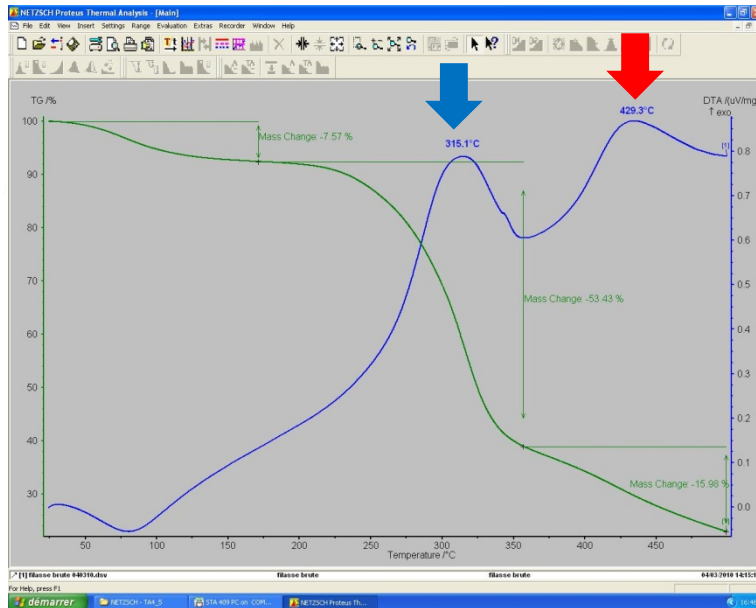 NETZSCH Proteus Thermal Analysis - [Main]
File Edit View Insert Settings Range Evaluation Extras Recorder Window Help
TG /%
DTA /(uV/mg)
↑ exo
429.3°C
315.1°C
[1]
Mass Change: -7.57 %
Mass Change: -53.43 %
Mass Change: -15.98 %
100
90
80
70
60
50
40
30
0.8
0.7
0.6
0.5
0.4
0.3
0.2
0.1
0.0
50 100 150 200 250 300 350 400 450
Temperature /°C
[1] filasse brute 040310.dsv filasse brute filasse brute 04/03/2010 14:15:
For Help, press F1
démarrer NETZSCH - TA4_5 STA 409 PC on COM... NETZSCH Proteus Th...